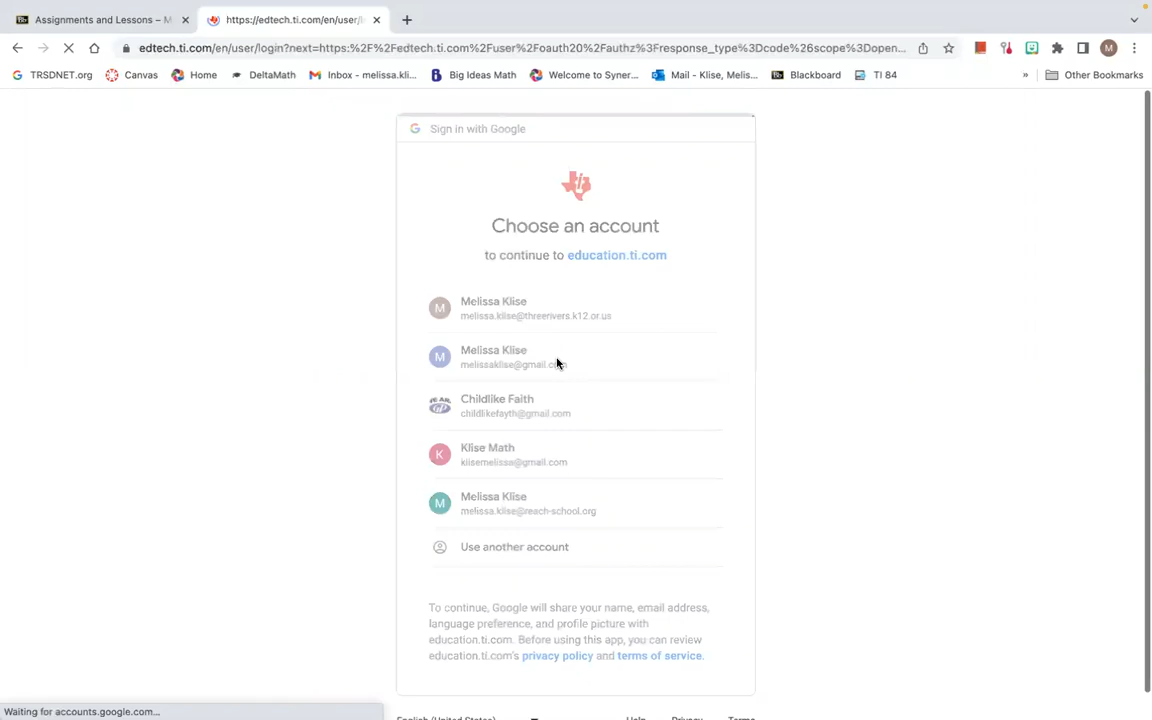 Assignments and Lessons – M
https://edtech.ti.com/en/user/l
edtech.ti.com/en/user/login?next=https:%2F%2Fedtech.ti.com%2Fuser%2Foauth20%2Fauthz%3Fresponse_type%3Dcode%26scope%3Dopen...
M
TRSDNET.org
Canvas
Home
DeltaMath
Inbox - melissa.kli...
Big Ideas Math
Welcome to Syner...
Mail - Klise, Melis...
Blackboard
TI 84
»
Other Bookmarks
Sign in with Google
Choose an account
to continue to education.ti.com
M
Melissa Klise
melissa.klise@threerivers.k12.or.us
M
Melissa Klise
melissaklise@gmail.com
Childlike Faith
childlikefayth@gmail.com
K
Klise Math
klisemelissa@gmail.com
M
Melissa Klise
melissa.klise@reach-school.org
Use another account
To continue, Google will share your name, email address,
language preference, and profile picture with
education.ti.com. Before using this app, you can review
education.ti.com's privacy policy and terms of service.
Waiting for accounts.google.com...
English (United States)
Help
Privacy
Terms